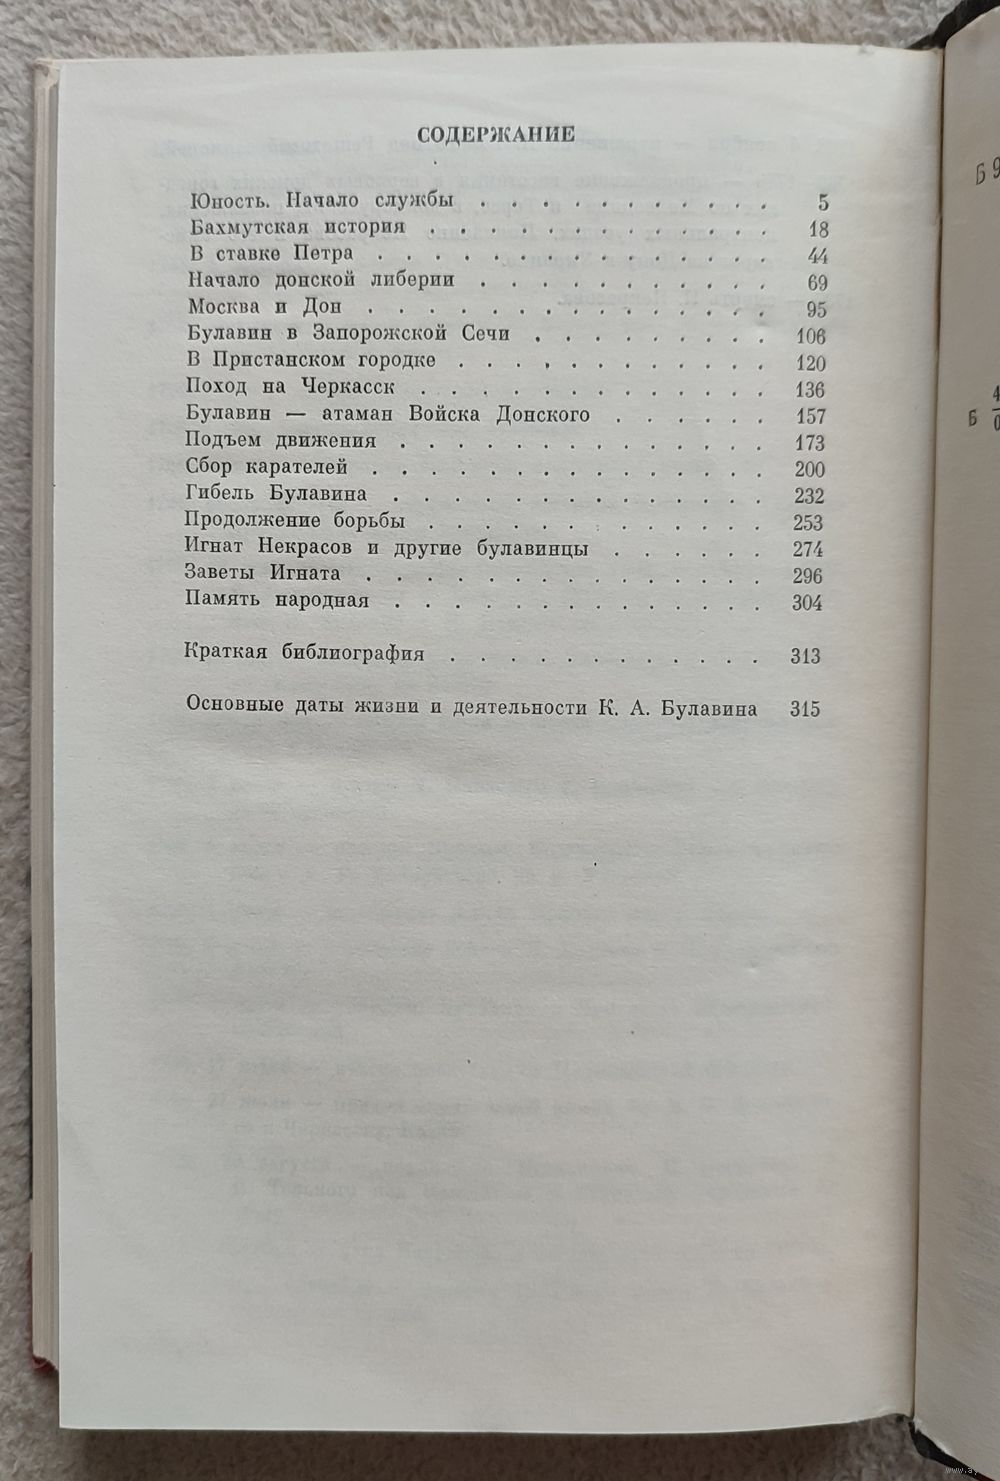 СОДЕРЖАНИЕ
Юность. Начало службы . . . . . . . . . . 5
Бахмутская история . . . . . . . . . . . . 18
В ставке Петра . . . . . . . . . . . . . . 44
Начало донской либерии . . . . . . . . . . 69
Москва и Дон . . . . . . . . . . . . . . 95
Булавин в Запорожской Сечи . . . . . . . . 106
В Пристанском городке . . . . . . . . . . . 120
Поход на Черкасск . . . . . . . . . . . . 136
Булавин — атаман Войска Донского . . . . . . 157
Подъем движения . . . . . . . . . . . . . 173
Сбор карателей . . . . . . . . . . . . . . 200
Гибель Булавина . . . . . . . . . . . . . 232
Продолжение борьбы . . . . . . . . . . . . 253
Игнат Некрасов и другие булавинцы . . . . . . 274
Заветы Игната . . . . . . . . . . . . . . 296
Память народная . . . . . . . . . . . . . 304
Краткая библиография . . . . . . . . . . . 313
Основные даты жизни и деятельности К. А. Булавина 315
Б 9
Б